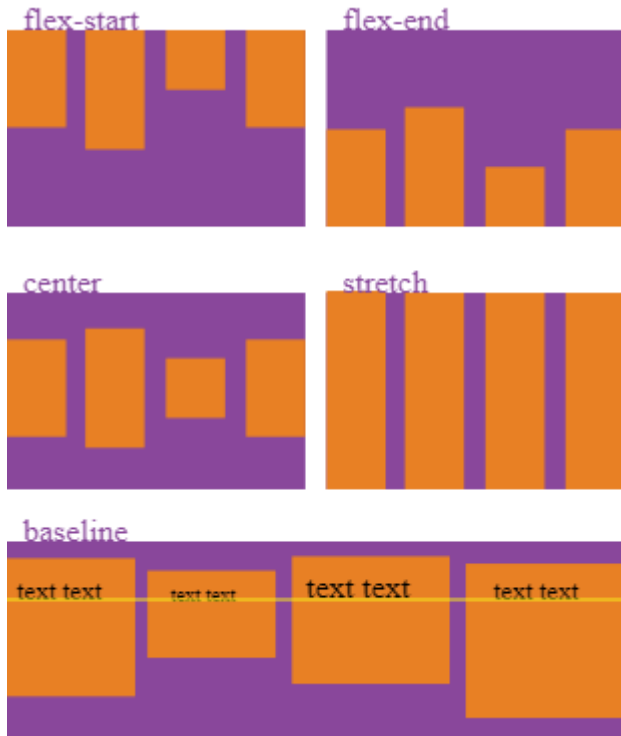 flex-start
flex-end
center
stretch
baseline
text text
text text
text text
text text